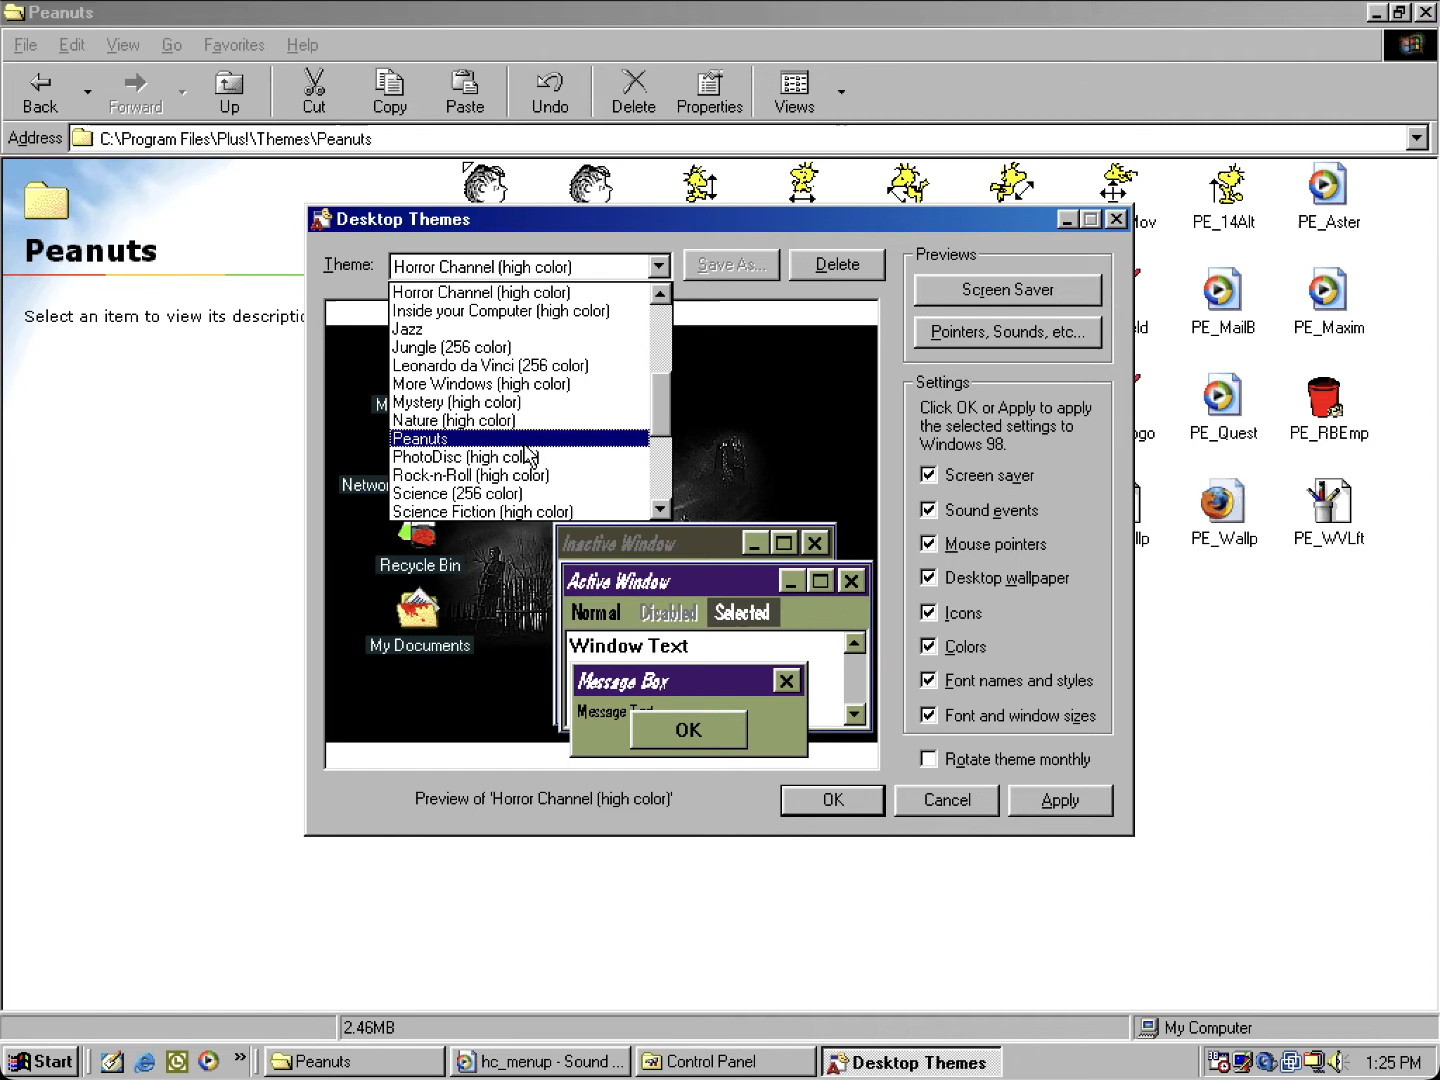 Peanuts
File Edit View Go Favorites Help
Back Forward Up Cut Copy Paste Undo Delete Properties Views
Address C:\Program Files\Plus!\Themes\Peanuts
Peanuts
Select an item to view its descriptio
PE_14Alt PE_Aster
PE_MailB PE_Maxim
PE_Quest PE_RBEmp
PE_Wallp PE_WVLft
Desktop Themes
Theme: Horror Channel (high color) Save As... Delete
Horror Channel (high color)
Inside your Computer (high color)
Jazz
Jungle (256 color)
Leonardo da Vinci (256 color)
More Windows (high color)
Mystery (high color)
Nature (high color)
Peanuts
PhotoDisc (high color)
Rock-n-Roll (high color)
Science (256 color)
Science Fiction (high color)
Recycle Bin
My Documents
Inactive Window
Active Window
Normal Disabled Selected
Window Text
Message Box
Message Text
OK
Previews
Screen Saver
Pointers, Sounds, etc...
Settings
Click OK or Apply to apply
the selected settings to
Windows 98.
Screen saver
Sound events
Mouse pointers
Desktop wallpaper
Icons
Colors
Font names and styles
Font and window sizes
Rotate theme monthly
Preview of 'Horror Channel (high color)' OK Cancel Apply
2.46MB My Computer
Start Peanuts hc_menup - Sound ... Control Panel Desktop Themes 1:25 PM